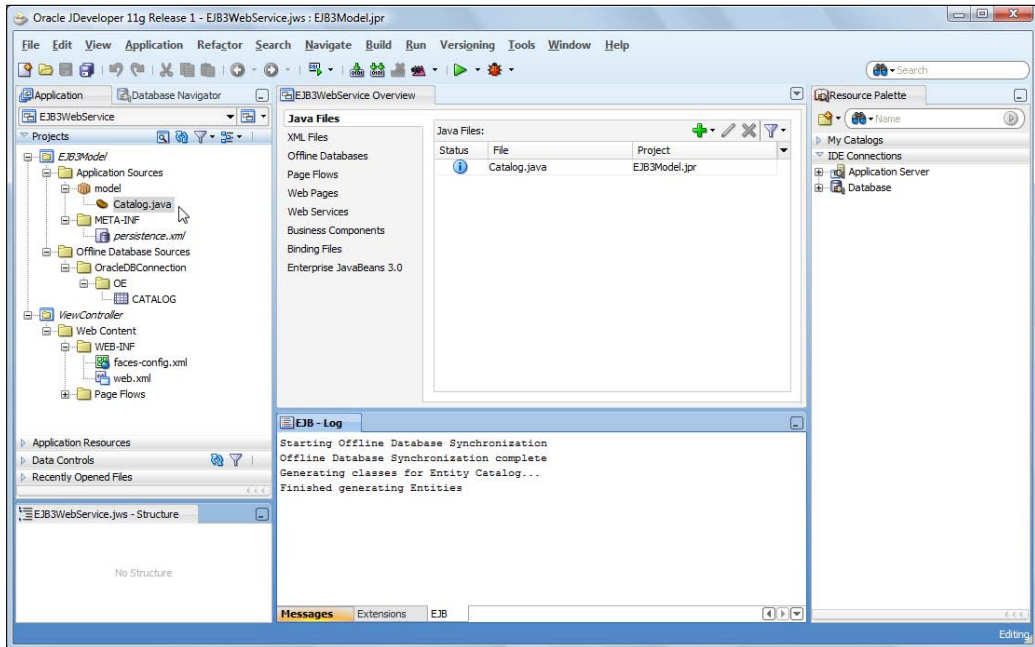 Oracle JDeveloper 11g Release 1 - EJB3WebService.jws : EJB3Model.jpr
File Edit View Application Refactor Search Navigate Build Run Versioning Tools Window Help
Search
Application
Database Navigator
EJB3WebService
Projects
EJB3Model
Application Sources
model
Catalog.java
META-INF
persistence.xml
Offline Database Sources
OracleDBConnection
OE
CATALOG
ViewController
Web Content
WEB-INF
faces-config.xml
web.xml
Page Flows
Application Resources
Data Controls
Recently Opened Files
EJB3WebService.jws - Structure
No Structure
EJB3WebService Overview
Java Files
XML Files
Offline Databases
Page Flows
Web Pages
Web Services
Business Components
Binding Files
Enterprise JavaBeans 3.0
Java Files:
Status File Project
Catalog.java EJB3Model.jpr
EJB - Log
Starting Offline Database Synchronization
Offline Database Synchronization complete
Generating classes for Entity Catalog...
Finished generating Entities
Messages Extensions EJB
Resource Palette
Name
My Catalogs
IDE Connections
Application Server
Database
Editing